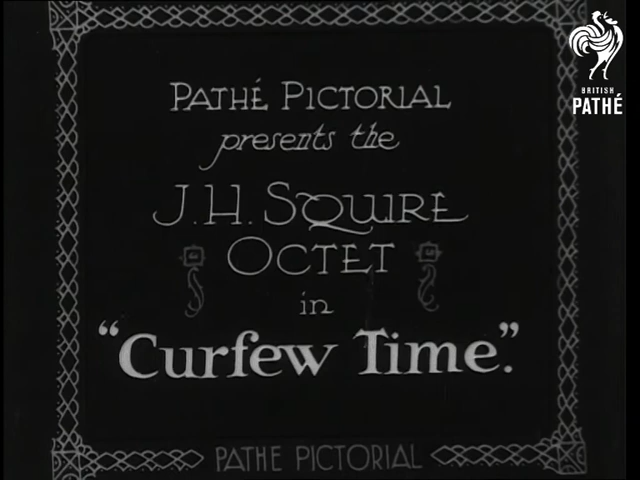 PATHÉ PICTORIAL
presents the
J.H. SQUIRE
OCTET
in
"Curfew Time."
PATHE PICTORIAL
BRITISH
PATHÉ